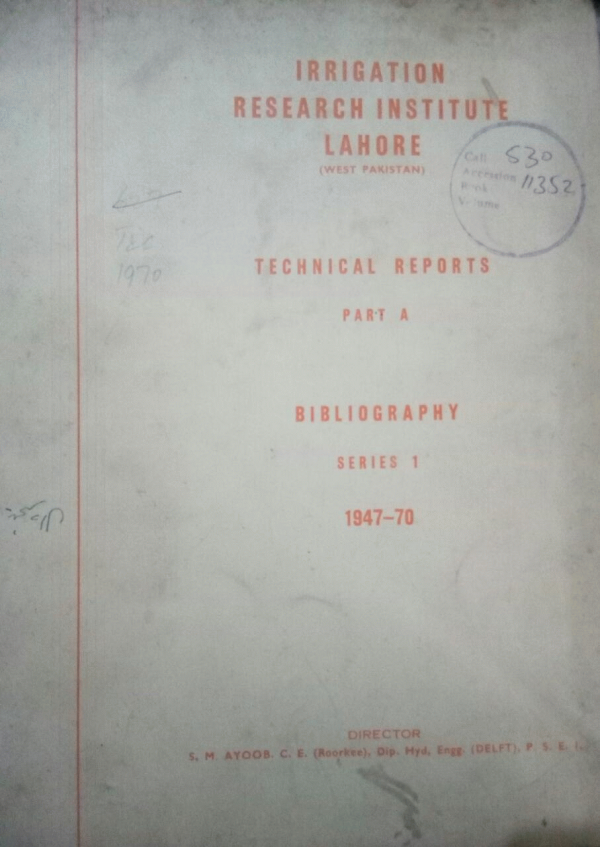 IRRIGATION
RESEARCH INSTITUTE
LAHORE
(WEST PAKISTAN)
Call 530
Accession 11352
Book
Volume
TEC
1970
TECHNICAL REPORTS
PART A
BIBLIOGRAPHY
SERIES 1
1947–70
DIRECTOR
S. M. AYOOB. C. E. (Roorkee), Dip. Hyd. Engg. (DELFT), P. S. E. I.